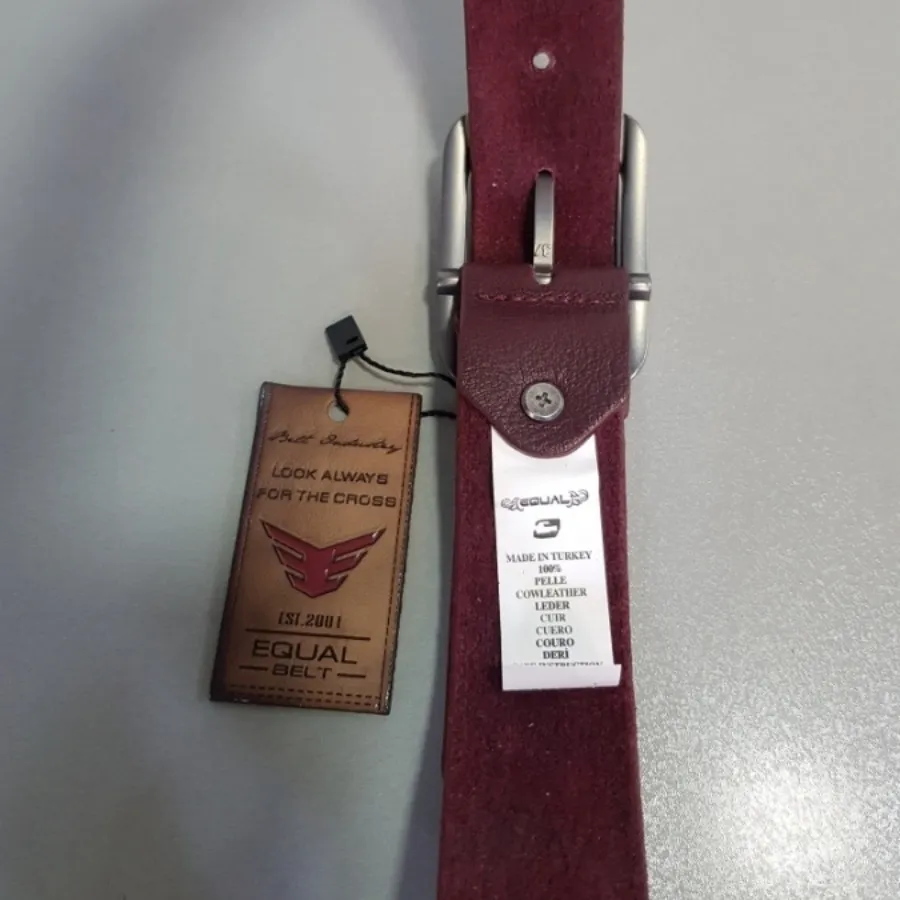 Belt Industry
LOOK ALWAYS
FOR THE CROSS
EST.2001
EQUAL
BELT
EQUAL
MADE IN TURKEY
100%
PELLE
COWLEATHER
LEDER
CUIR
CUERO
COURO
DERİ
INSTRUCTION